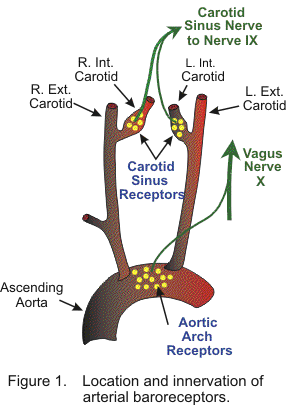 Carotid
Sinus Nerve
to Nerve IX
R. Int.
Carotid
L. Int.
Carotid
R. Ext.
Carotid
L. Ext.
Carotid
Carotid
Sinus
Receptors
Vagus
Nerve
X
Ascending
Aorta
Aortic
Arch
Receptors
Figure 1. Location and innervation of
arterial baroreceptors.